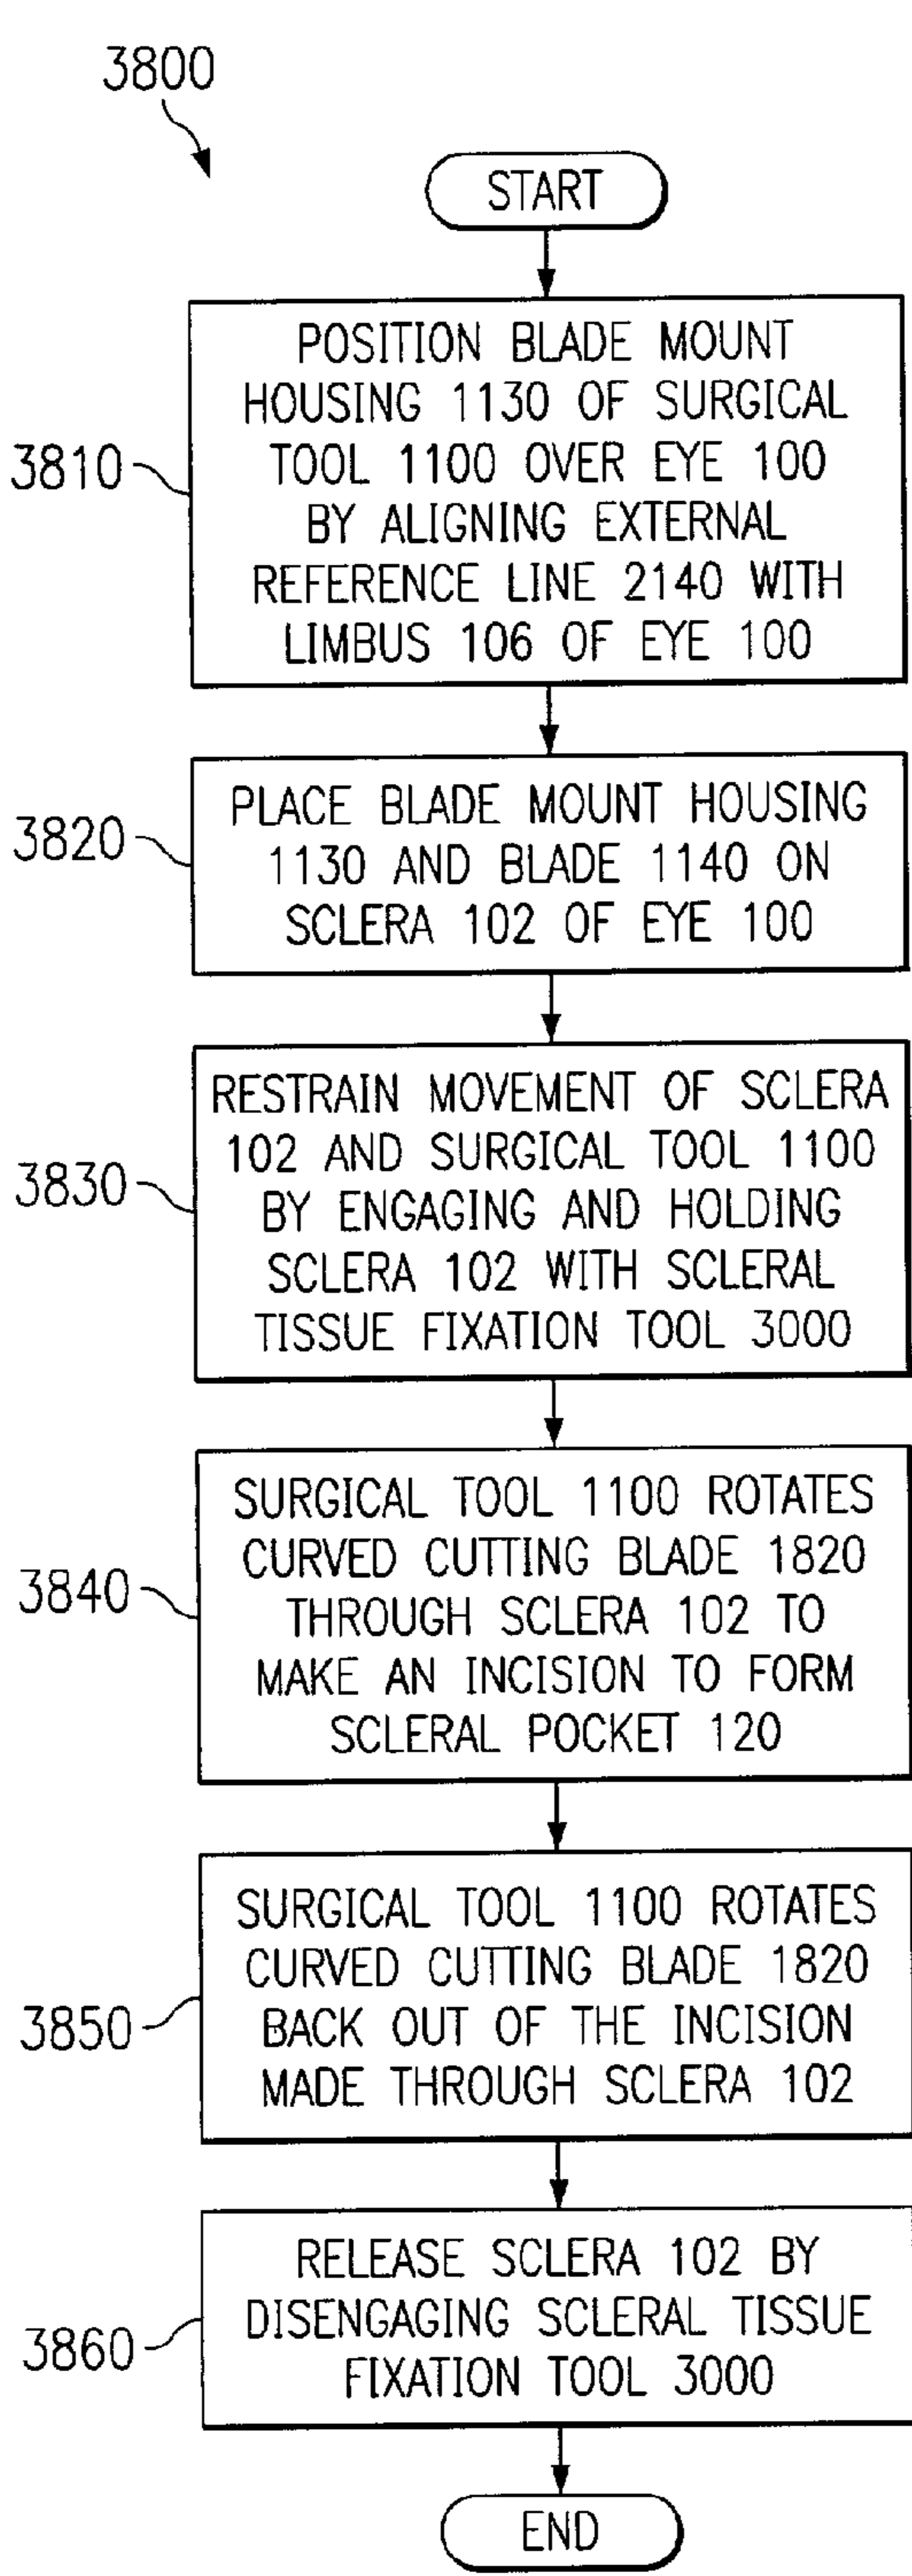 3800
START
POSITION BLADE MOUNT
HOUSING 1130 OF SURGICAL
TOOL 1100 OVER EYE 100
BY ALIGNING EXTERNAL
REFERENCE LINE 2140 WITH
LIMBUS 106 OF EYE 100
3810
PLACE BLADE MOUNT HOUSING
1130 AND BLADE 1140 ON
SCLERA 102 OF EYE 100
3820
RESTRAIN MOVEMENT OF SCLERA
102 AND SURGICAL TOOL 1100
BY ENGAGING AND HOLDING
SCLERA 102 WITH SCLERAL
TISSUE FIXATION TOOL 3000
3830
SURGICAL TOOL 1100 ROTATES
CURVED CUTTING BLADE 1820
THROUGH SCLERA 102 TO
MAKE AN INCISION TO FORM
SCLERAL POCKET 120
3840
SURGICAL TOOL 1100 ROTATES
CURVED CUTTING BLADE 1820
BACK OUT OF THE INCISION
MADE THROUGH SCLERA 102
3850
RELEASE SCLERA 102 BY
DISENGAGING SCLERAL TISSUE
FIXATION TOOL 3000
3860
END